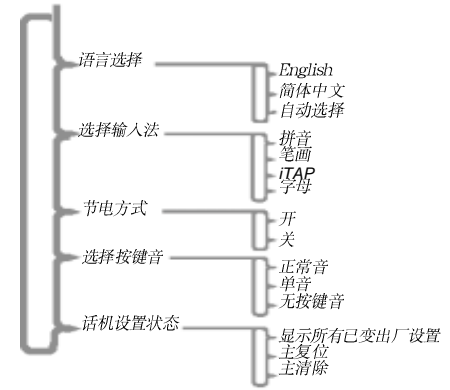 语言选择
English
简体中文
自动选择
选择输入法
拼音
笔画
iTAP
字母
节电方式
开
关
选择按键音
正常音
单音
无按键音
话机设置状态
显示所有已变出厂设置
主复位
主清除